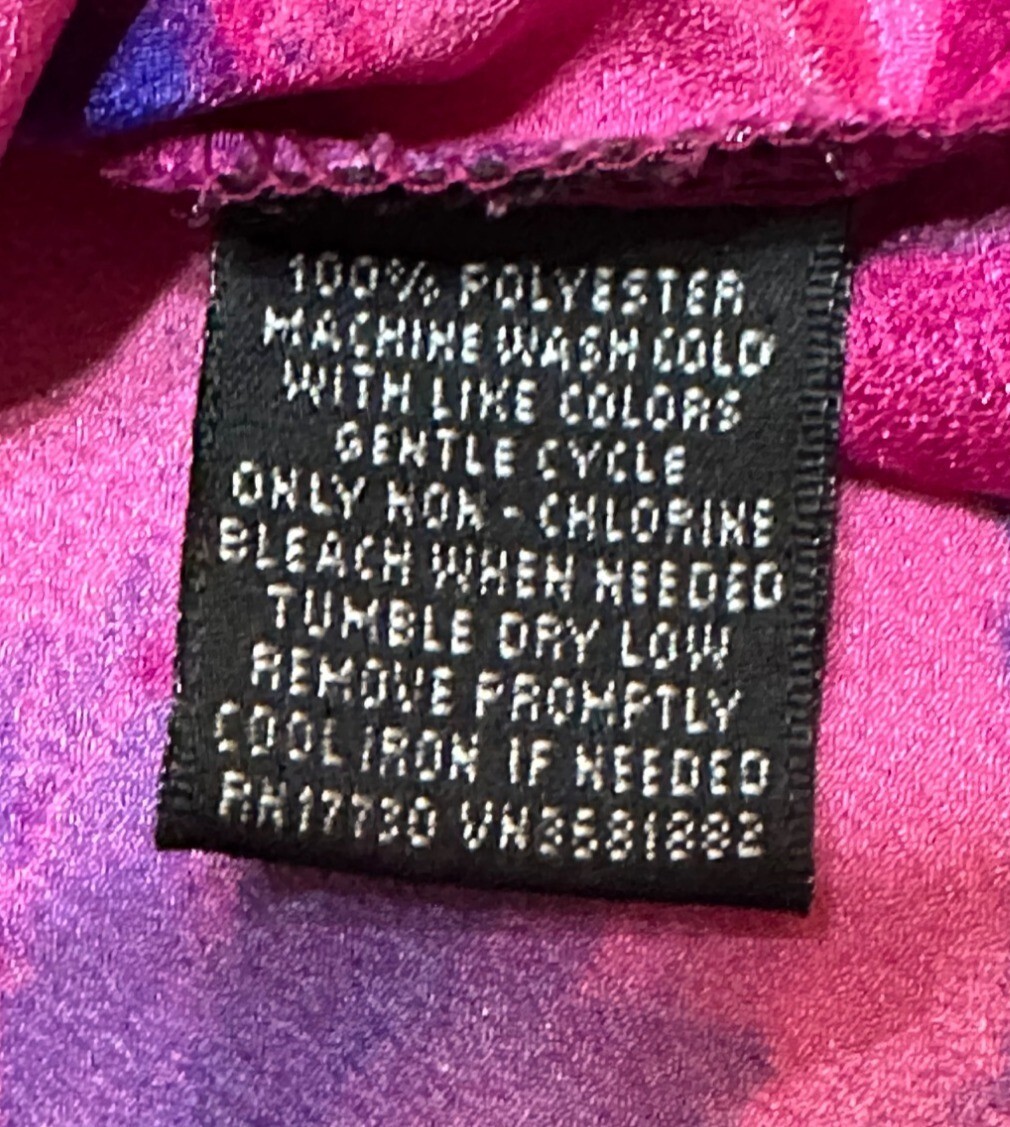 100% POLYESTER
MACHINE WASH COLD
WITH LIKE COLORS
GENTLE CYCLE
ONLY NON - CHLORINE
BLEACH WHEN NEEDED
TUMBLE DRY LOW
REMOVE PROMPTLY
COOL IRON IF NEEDED
RN17730